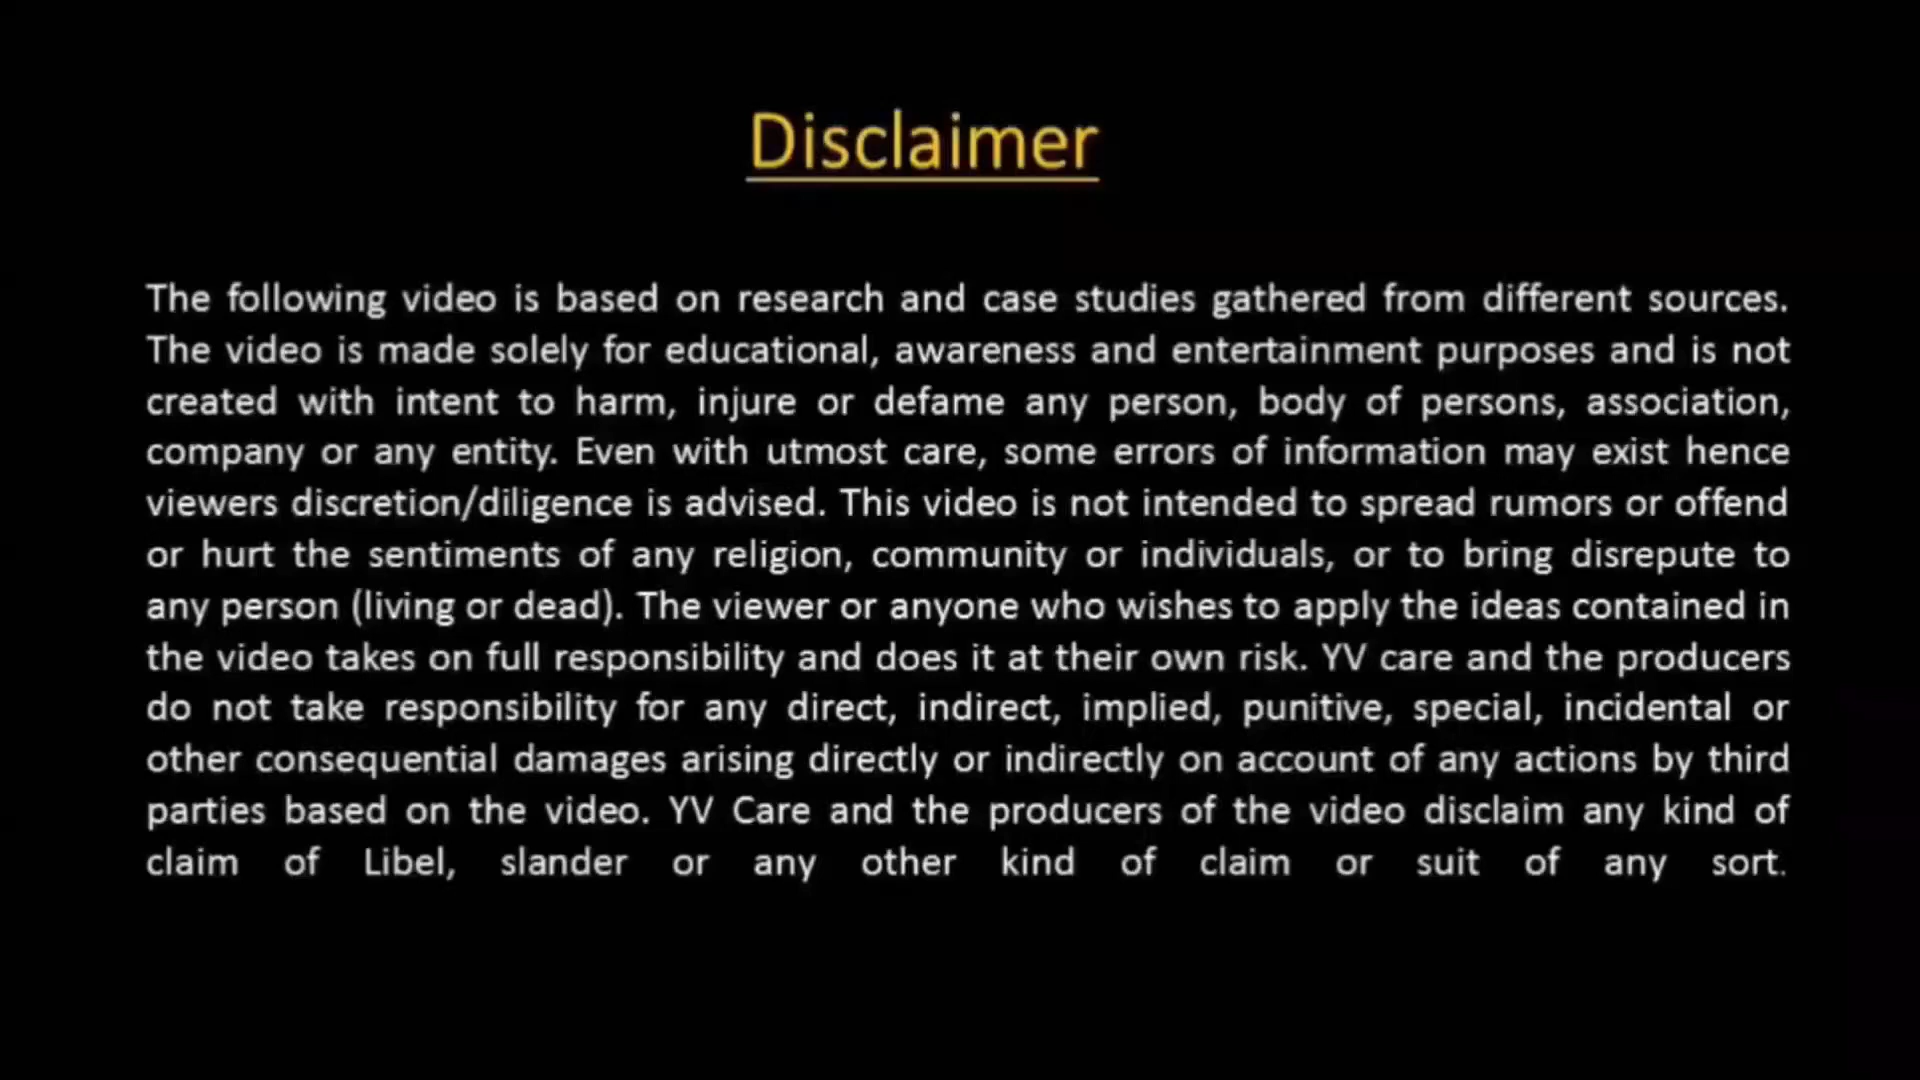 Disclaimer
The following video is based on research and case studies gathered from different sources.
The video is made solely for educational, awareness and entertainment purposes and is not
created with intent to harm, injure or defame any person, body of persons, association,
company or any entity. Even with utmost care, some errors of information may exist hence
viewers discretion/diligence is advised. This video is not intended to spread rumors or offend
or hurt the sentiments of any religion, community or individuals, or to bring disrepute to
any person (living or dead). The viewer or anyone who wishes to apply the ideas contained in
the video takes on full responsibility and does it at their own risk. YV care and the producers
do not take responsibility for any direct, indirect, implied, punitive, special, incidental or
other consequential damages arising directly or indirectly on account of any actions by third
parties based on the video. YV Care and the producers of the video disclaim any kind of
claim of Libel, slander or any other kind of claim or suit of any sort.